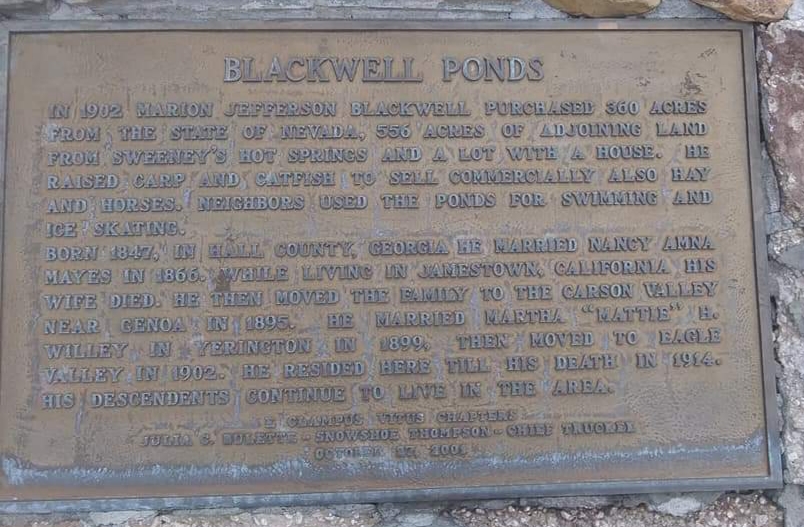 BLACKWELL PONDS
IN 1902 MARION JEFFERSON BLACKWELL PURCHASED 360 ACRES
FROM THE STATE OF NEVADA, 556 ACRES OF ADJOINING LAND
FROM SWEENEY'S HOT SPRINGS AND A LOT WITH A HOUSE. HE
RAISED CARP AND CATFISH TO SELL COMMERCIALLY ALSO HAY
AND HORSES. NEIGHBORS USED THE PONDS FOR SWIMMING AND
ICE SKATING.
BORN 1847, IN HALL COUNTY, GEORGIA HE MARRIED NANCY AMNA
MAYES IN 1866. WHILE LIVING IN JAMESTOWN, CALIFORNIA HIS
WIFE DIED. HE THEN MOVED THE FAMILY TO THE CARSON VALLEY
NEAR GENOA IN 1895. HE MARRIED MARTHA "MATTIE" H.
WILLEY IN YERINGTON IN 1899, THEN MOVED TO EAGLE
VALLEY IN 1902. HE RESIDED HERE TILL HIS DEATH IN 1914.
HIS DESCENDENTS CONTINUE TO LIVE IN THE AREA.
E CLAMPUS VITUS CHAPTERS
JULIA C. BULETTE - SNOWSHOE THOMPSON - CHIEF TRUCKEE
OCTOBER 27, 2001